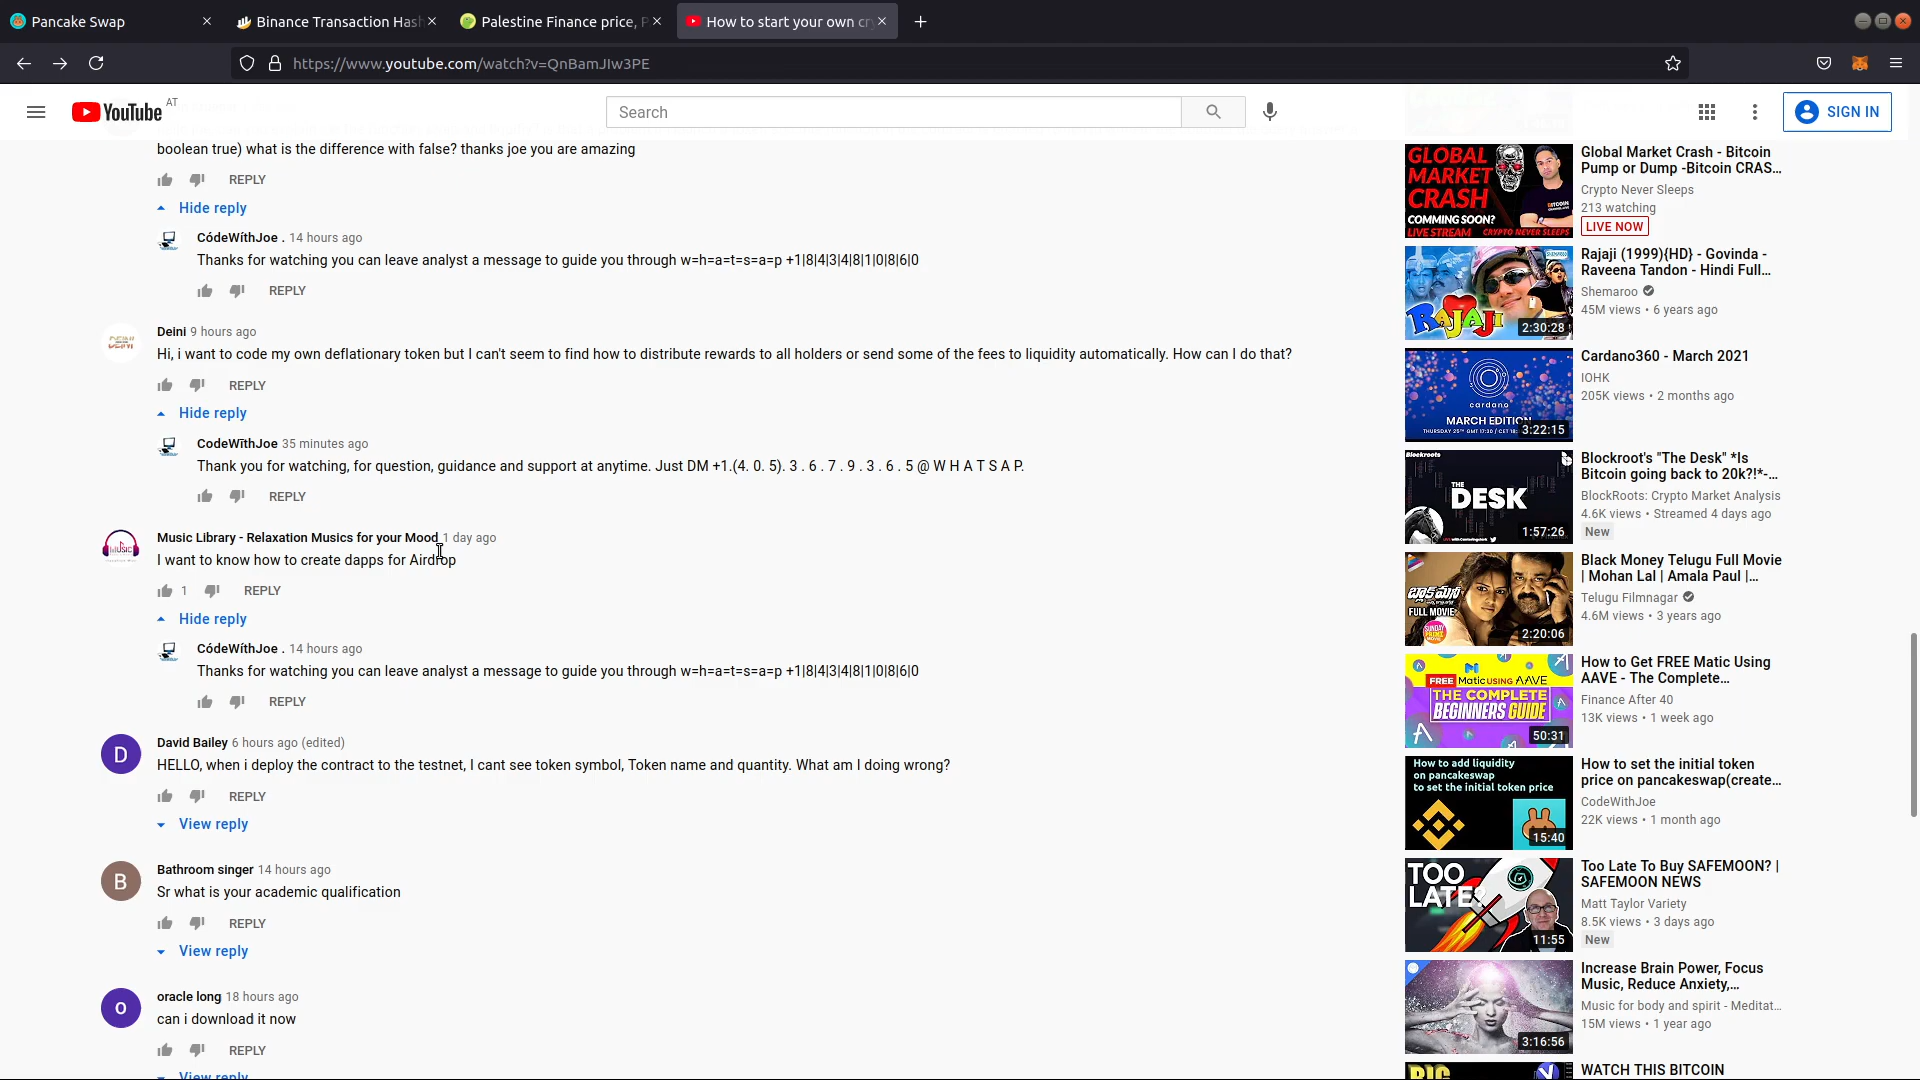 Pancake Swap
Binance Transaction Hash
Palestine Finance price, P
How to start your own cr
https://www.youtube.com/watch?v=QnBamJIw3PE
YouTube AT
Search
SIGN IN
boolean true) what is the difference with false? thanks joe you are amazing
REPLY
Hide reply
CódeWíthJoe . 14 hours ago
Thanks for watching you can leave analyst a message to guide you through w=h=a=t=s=a=p +1|8|4|3|4|8|1|0|8|6|0
REPLY
Deini 9 hours ago
Hi, i want to code my own deflationary token but I can't seem to find how to distribute rewards to all holders or send some of the fees to liquidity automatically. How can I do that?
REPLY
Hide reply
CodeWīthJoe 35 minutes ago
Thank you for watching, for question, guidance and support at anytime. Just DM +1.(4. 0. 5). 3 . 6 . 7 . 9 . 3 . 6 . 5 @ W H A T S A P.
REPLY
Music Library - Relaxation Musics for your Mood 1 day ago
I want to know how to create dapps for Airdrop
1 REPLY
Hide reply
CódeWíthJoe . 14 hours ago
Thanks for watching you can leave analyst a message to guide you through w=h=a=t=s=a=p +1|8|4|3|4|8|1|0|8|6|0
REPLY
D
David Bailey 6 hours ago (edited)
HELLO, when i deploy the contract to the testnet, I cant see token symbol, Token name and quantity. What am I doing wrong?
REPLY
View reply
B
Bathroom singer 14 hours ago
Sr what is your academic qualification
REPLY
View reply
o
oracle long 18 hours ago
can i download it now
REPLY
View reply
GLOBAL
MARKET
CRASH
COMMING SOON?
LIVE STREAM CRYPTO NEVER SLEEPS
Global Market Crash - Bitcoin
Pump or Dump -Bitcoin CRAS...
Crypto Never Sleeps
213 watching
LIVE NOW
RAJAJI
2:30:28
Rajaji (1999){HD} - Govinda -
Raveena Tandon - Hindi Full...
Shemaroo
45M views • 6 years ago
cardano
MARCH EDITION
3:22:15
Cardano360 - March 2021
IOHK
205K views • 2 months ago
Blockroots
THE
DESK
1:57:26
Blockroot's "The Desk" *Is
Bitcoin going back to 20k?!*-...
BlockRoots: Crypto Market Analysis
4.6K views • Streamed 4 days ago
New
FULL MOVIE
2:20:06
Black Money Telugu Full Movie
| Mohan Lal | Amala Paul |...
Telugu Filmnagar
4.6M views • 3 years ago
FREE Matic USING AAVE
THE COMPLETE
BEGINNERS GUIDE
50:31
How to Get FREE Matic Using
AAVE - The Complete...
Finance After 40
13K views • 1 week ago
How to add liquidity
on pancakeswap
to set the initial token price
15:40
How to set the initial token
price on pancakeswap(create...
CodeWithJoe
22K views • 1 month ago
TOO
LATE?
11:55
Too Late To Buy SAFEMOON? |
SAFEMOON NEWS
Matt Taylor Variety
8.5K views • 3 days ago
New
3:16:56
Increase Brain Power, Focus
Music, Reduce Anxiety,...
Music for body and spirit - Meditat...
15M views • 1 year ago
BIG
WATCH THIS BITCOIN